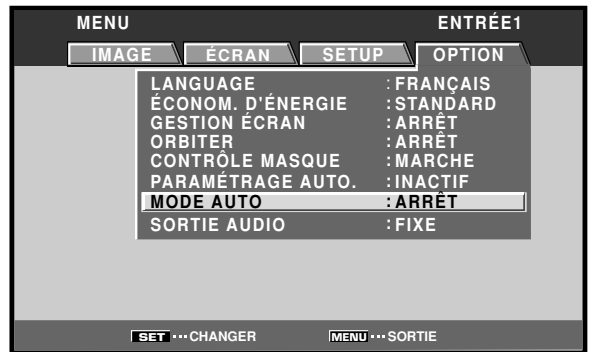 MENU ENTRÉE1
IMAGE ÉCRAN SETUP OPTION
LANGUAGE :FRANÇAIS
ÉCONOM. D'ÉNERGIE :STANDARD
GESTION ÉCRAN :ARRÊT
ORBITER :ARRÊT
CONTRÔLE MASQUE :MARCHE
PARAMÉTRAGE AUTO. :INACTIF
MODE AUTO :ARRÊT
SORTIE AUDIO :FIXE
SET ···CHANGER MENU ···SORTIE